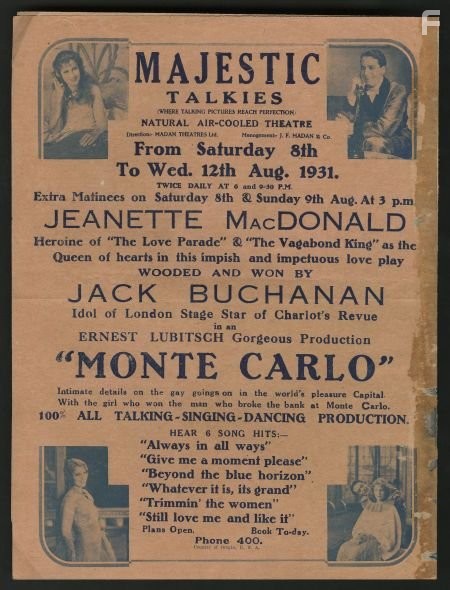 F
MAJESTIC
TALKIES
(WHERE TALKING PICTURES REACH PERFECTION)
NATURAL AIR-COOLED THEATRE
Direction:- MADAN THEATRES Ltd. Management:- J. F. MADAN & Co.
From Saturday 8th
To Wed. 12th Aug. 1931.
TWICE DAILY AT 6 and 9-30 P.M.
Extra Matinees on Saturday 8th & Sunday 9th Aug. At 3 p.m.
JEANETTE MacDONALD
Heroine of "The Love Parade" & "The Vagabond King" as the
Queen of hearts in this impish and impetuous love play
WOODED AND WON BY
JACK BUCHANAN
Idol of London Stage Star of Charlot's Revue
in an
ERNEST LUBITSCH Gorgeous Production
"MONTE CARLO"
Intimate details on the gay goings on in the world's pleasure Capital.
With the girl who won the man who broke the bank at Monte Carlo.
100% ALL TALKING-SINGING-DANCING PRODUCTION.
HEAR 6 SONG HITS:—
"Always in all ways"
"Give me a moment please"
"Beyond the blue horizon"
"Whatever it is, its grand"
"Trimmin' the women"
"Still love me and like it"
Plans Open. Book To-day.
Phone 400.
Country of Origin, U. S. A.